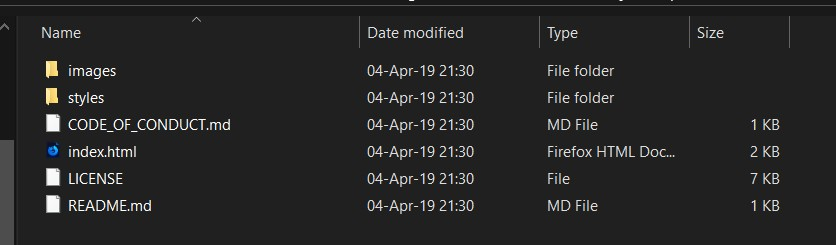 Name Date modified Type Size
images 04-Apr-19 21:30 File folder
styles 04-Apr-19 21:30 File folder
CODE_OF_CONDUCT.md 04-Apr-19 21:30 MD File 1 KB
index.html 04-Apr-19 21:30 Firefox HTML Doc... 2 KB
LICENSE 04-Apr-19 21:30 File 7 KB
README.md 04-Apr-19 21:30 MD File 1 KB